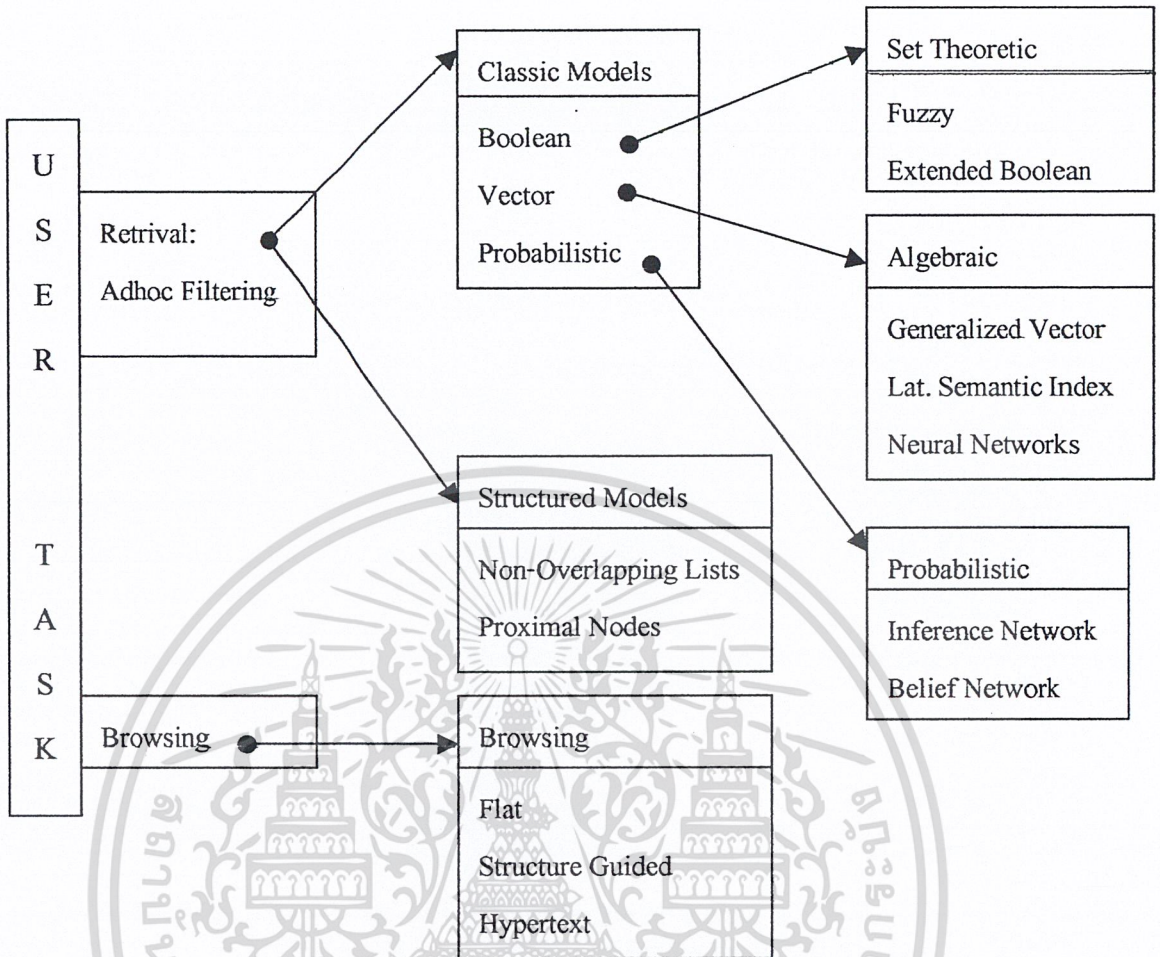 USER TASK
Retrival:
Adhoc Filtering
Browsing
Classic Models
Boolean
Vector
Probabilistic
Structured Models
Non-Overlapping Lists
Proximal Nodes
Browsing
Flat
Structure Guided
Hypertext
Set Theoretic
Fuzzy
Extended Boolean
Algebraic
Generalized Vector
Lat. Semantic Index
Neural Networks
Probabilistic
Inference Network
Belief Network